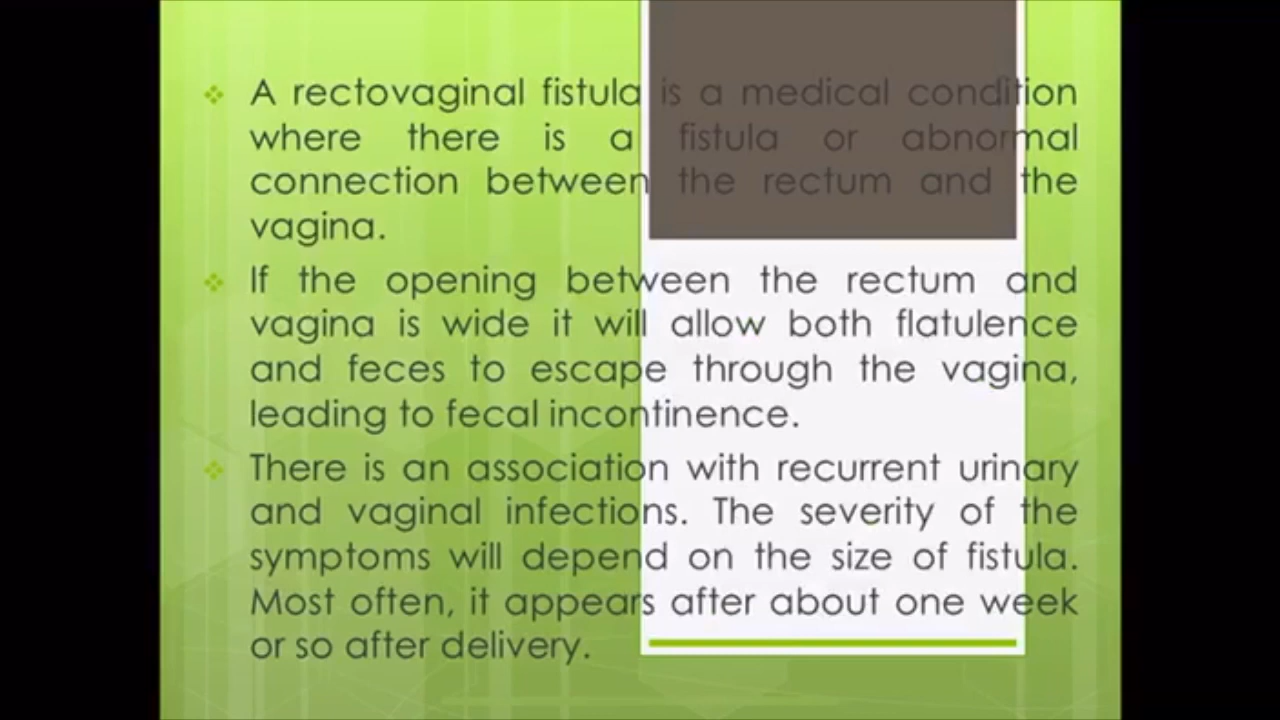 A rectovaginal fistula is a medical condition
where there is a fistula or abnormal
connection between the rectum and the
vagina.
If the opening between the rectum and
vagina is wide it will allow both flatulence
and feces to escape through the vagina,
leading to fecal incontinence.
There is an association with recurrent urinary
and vaginal infections. The severity of the
symptoms will depend on the size of fistula.
Most often, it appears after about one week
or so after delivery.